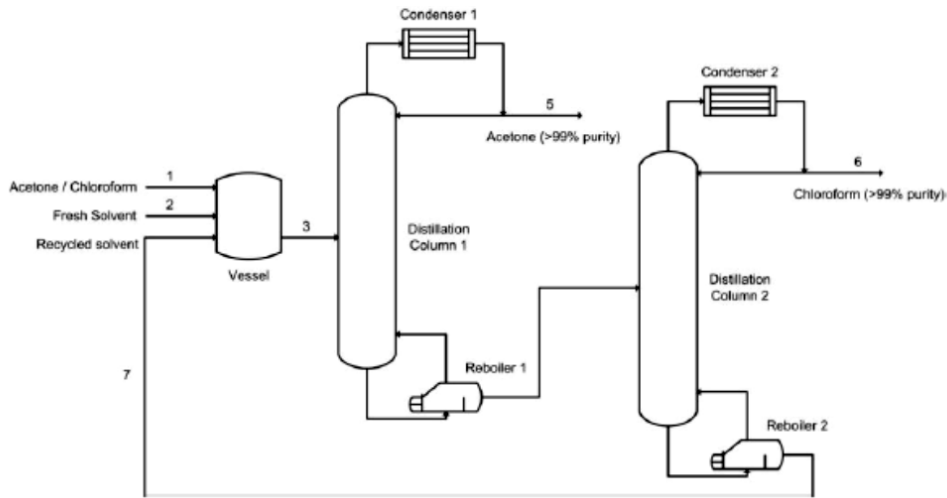 Condenser 1
Condenser 2
5
Acetone (>99% purity)
6
Chloroform (>99% purity)
Acetone / Chloroform
1
Fresh Solvent
2
Recycled solvent
3
Vessel
Distillation
Column 1
Distillation
Column 2
7
Reboiler 1
Reboiler 2